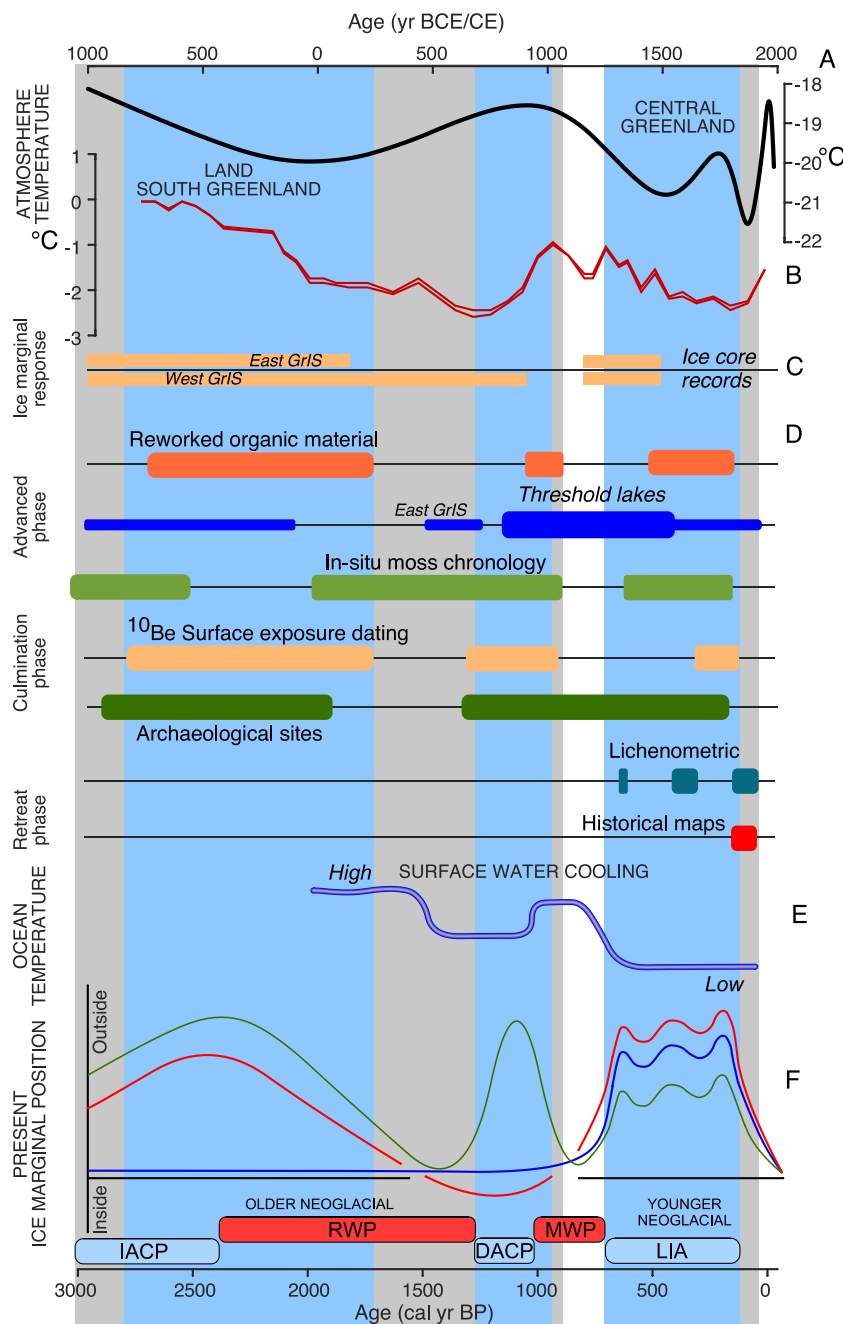 Age (yr BCE/CE)
1000 500 0 500 1000 1500 2000
A
ATMOSPHERE
TEMPERATURE
°C
1
0
-1
-2
-3
LAND
SOUTH GREENLAND
CENTRAL
GREENLAND
-18
-19
-20
-21
-22
°C
B
Ice marginal
response
East GrIS
West GrIS
Ice core
records
C
D
Reworked organic material
Advanced
phase
East GrIS
Threshold lakes
In-situ moss chronology
Culmination
phase
10Be Surface exposure dating
Archaeological sites
Retreat
phase
Lichenometric
Historical maps
OCEAN
TEMPERATURE
High
SURFACE WATER COOLING
Low
E
PRESENT
ICE MARGINAL POSITION
Outside
Inside
F
OLDER NEOGLACIAL
YOUNGER
NEOGLACIAL
RWP
MWP
IACP
DACP
LIA
3000 2500 2000 1500 1000 500 0
Age (cal yr BP)